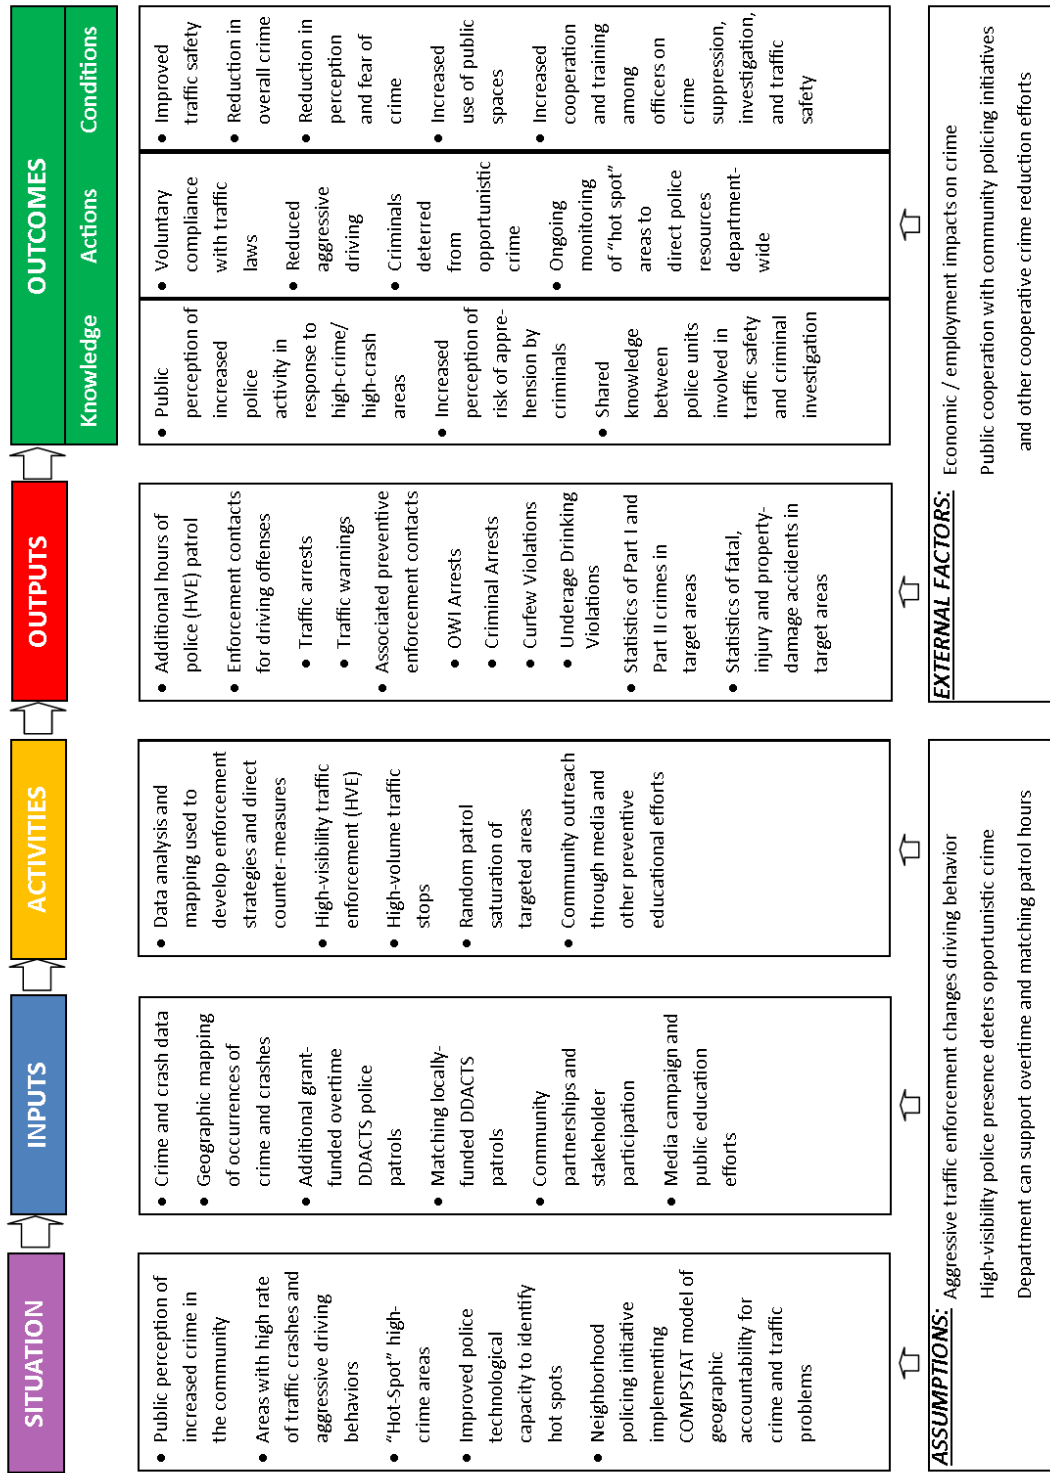 SITUATION
INPUTS
ACTIVITIES
OUTPUTS
OUTCOMES
Knowledge Actions Conditions
• Public perception of
increased crime in
the community
• Areas with high rate
of traffic crashes and
aggressive driving
behaviors
• “Hot-Spot” high-
crime areas
• Improved police
technological
capacity to identify
hot spots
• Neighborhood
policing initiative
implementing
COMPSTAT model of
geographic
accountability for
crime and traffic
problems
• Crime and crash data
• Geographic mapping
of occurrences of
crime and crashes
• Additional grant-
funded overtime
DDACTS police
patrols
• Matching locally-
funded DDACTS
patrols
• Community
partnerships and
stakeholder
participation
• Media campaign and
public education
efforts
• Data analysis and
mapping used to
develop enforcement
strategies and direct
counter-measures
• High-visibility traffic
enforcement (HVE)
• High-volume traffic
stops
• Random patrol
saturation of
targeted areas
• Community outreach
through media and
other preventive
educational efforts
• Additional hours of
police (HVE) patrol
• Enforcement contacts
for driving offenses
• Traffic arrests
• Traffic warnings
• Associated preventive
enforcement contacts
• OWI Arrests
• Criminal Arrests
• Curfew Violations
• Underage Drinking
Violations
• Statistics of Part I and
Part II crimes in
target areas
• Statistics of fatal,
injury and property-
damage accidents in
target areas
• Public
perception of
increased police
activity in
response to
high-crime/
high-crash
areas
• Increased
perception of
risk of appre-
hension by
criminals
• Shared
knowledge
between
police units
involved in
traffic safety
and criminal
investigation
• Voluntary
compliance
with traffic
laws
• Reduced
aggressive
driving
• Criminals
deterred
from
opportunistic
crime
• Ongoing
monitoring
of “hot spot”
areas to
direct police
resources
department-
wide
• Improved
traffic safety
• Reduction in
overall crime
• Reduction in
perception
and fear of
crime
• Increased
use of public
spaces
• Increased
cooperation
and training
among
officers on
crime
suppression,
investigation,
and traffic
safety
ASSUMPTIONS: Aggressive traffic enforcement changes driving behavior
High-visibility police presence deters opportunistic crime
Department can support overtime and matching patrol hours
EXTERNAL FACTORS: Economic / employment impacts on crime
Public cooperation with community policing initiatives
and other cooperative crime reduction efforts